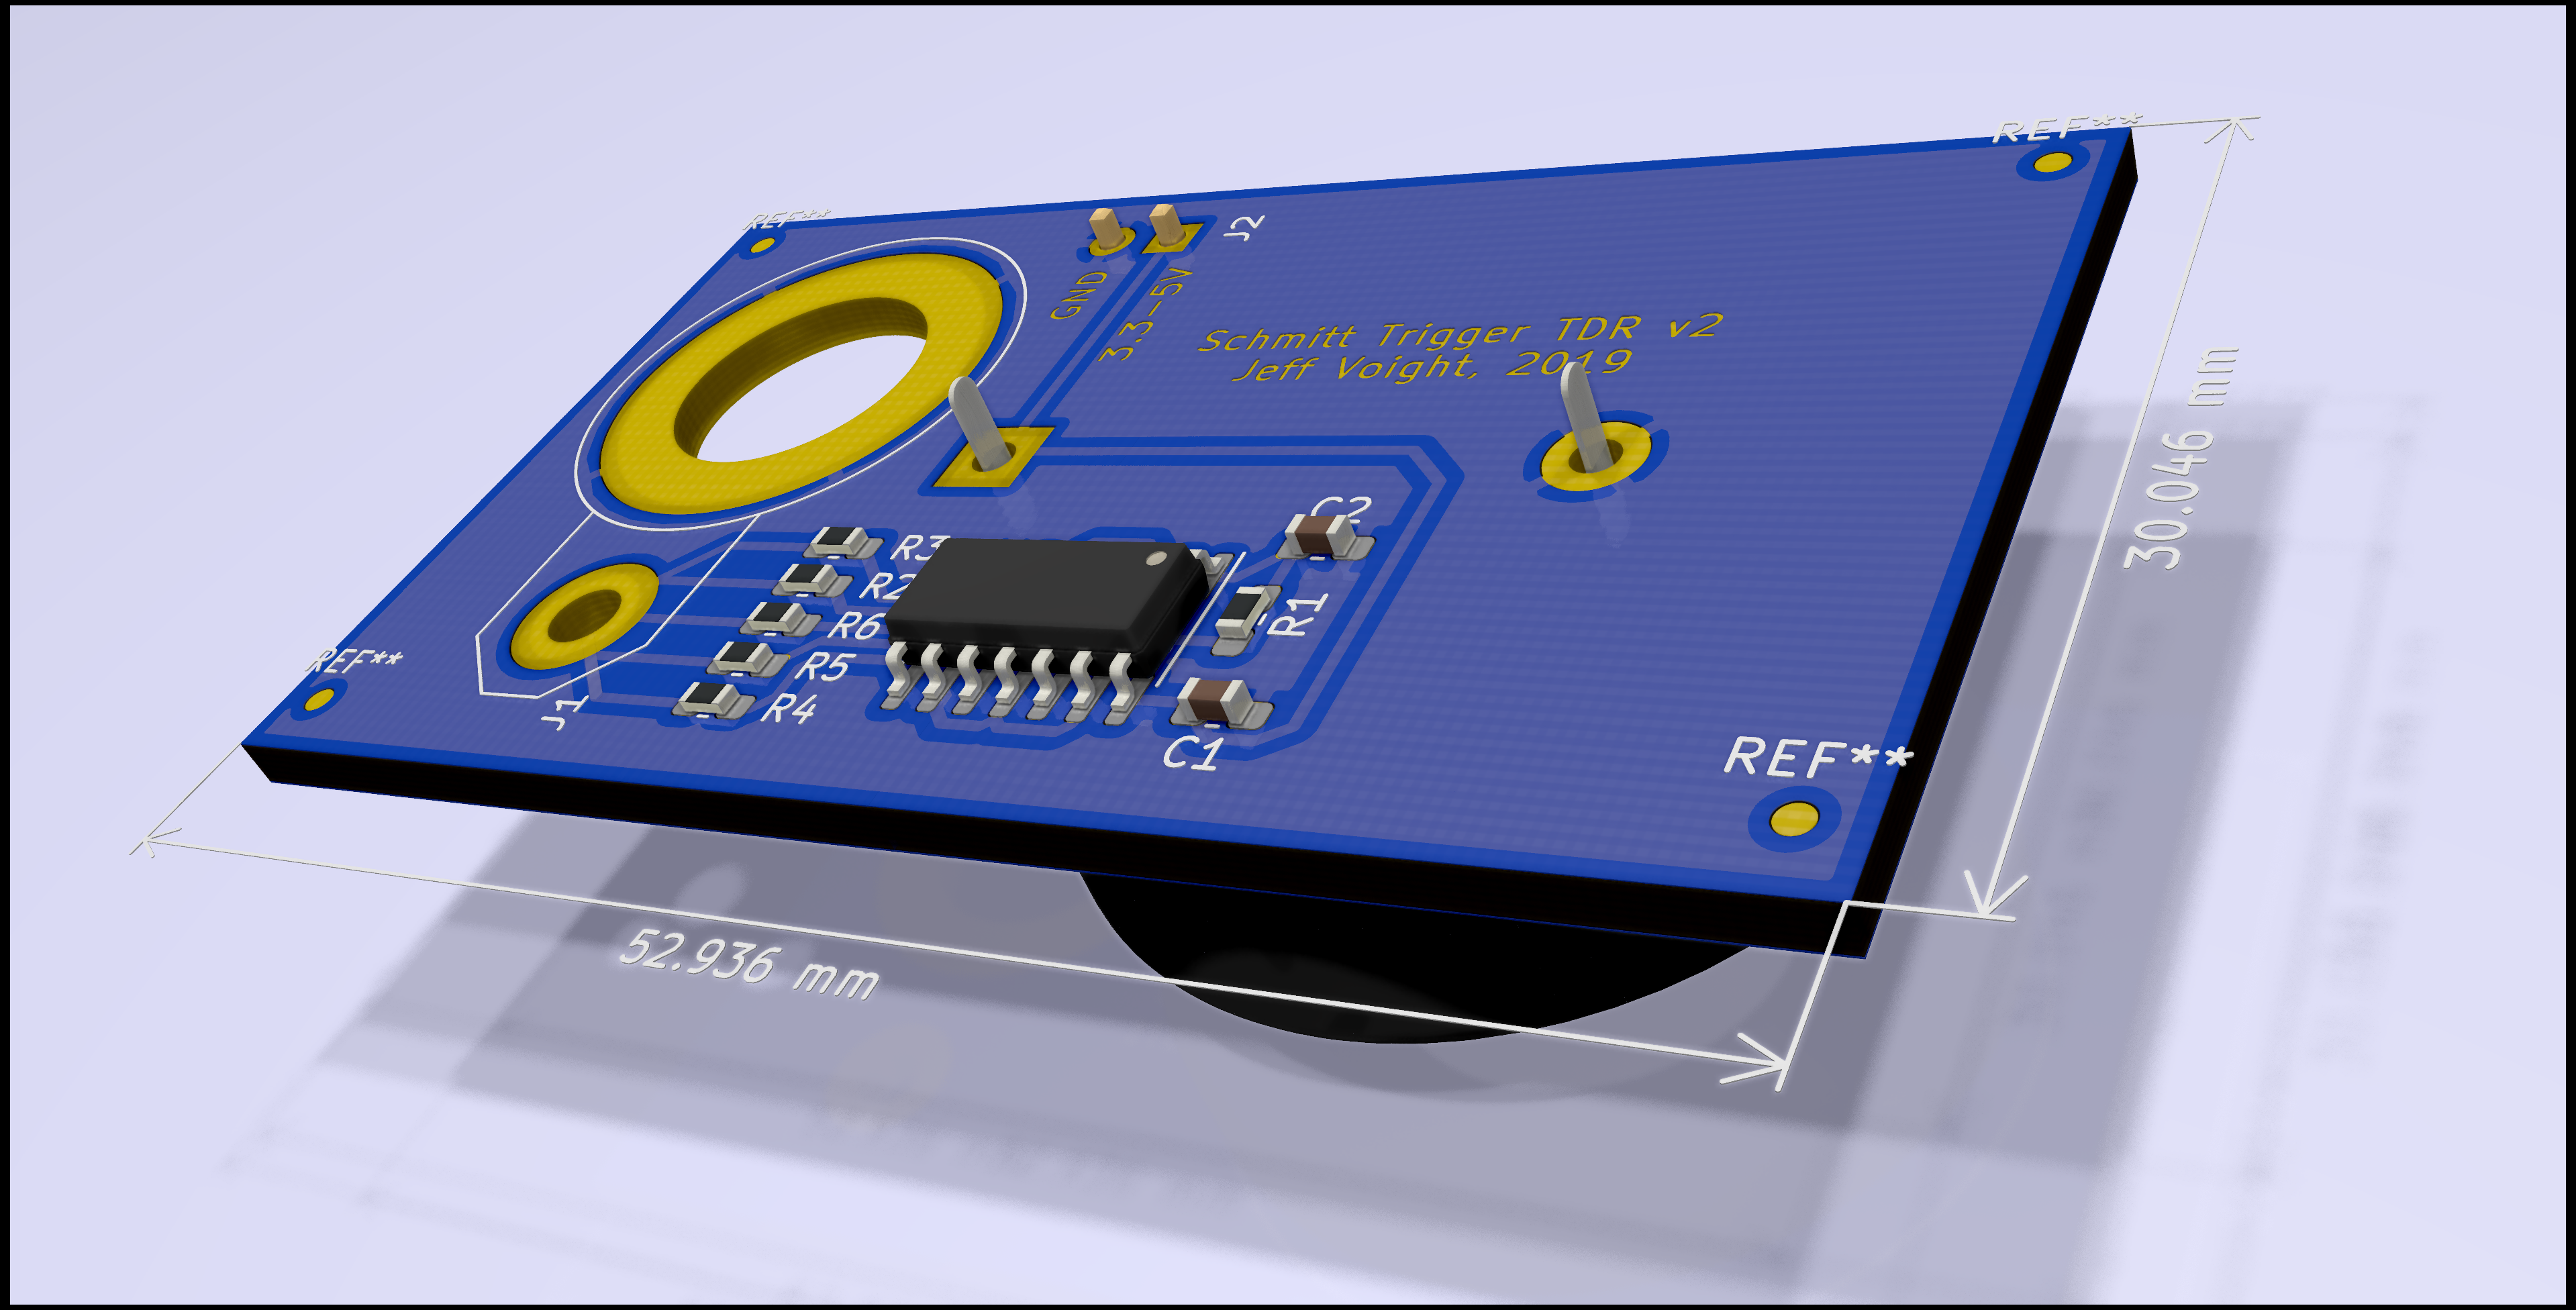 REF**
REF**
J2
GND
3.3-5V
Schmitt Trigger TDR v2
Jeff Voight, 2019
30.046 mm
C2
R3
R2
R1
R6
R5
R4
REF**
J1
C1
REF**
52.936 mm